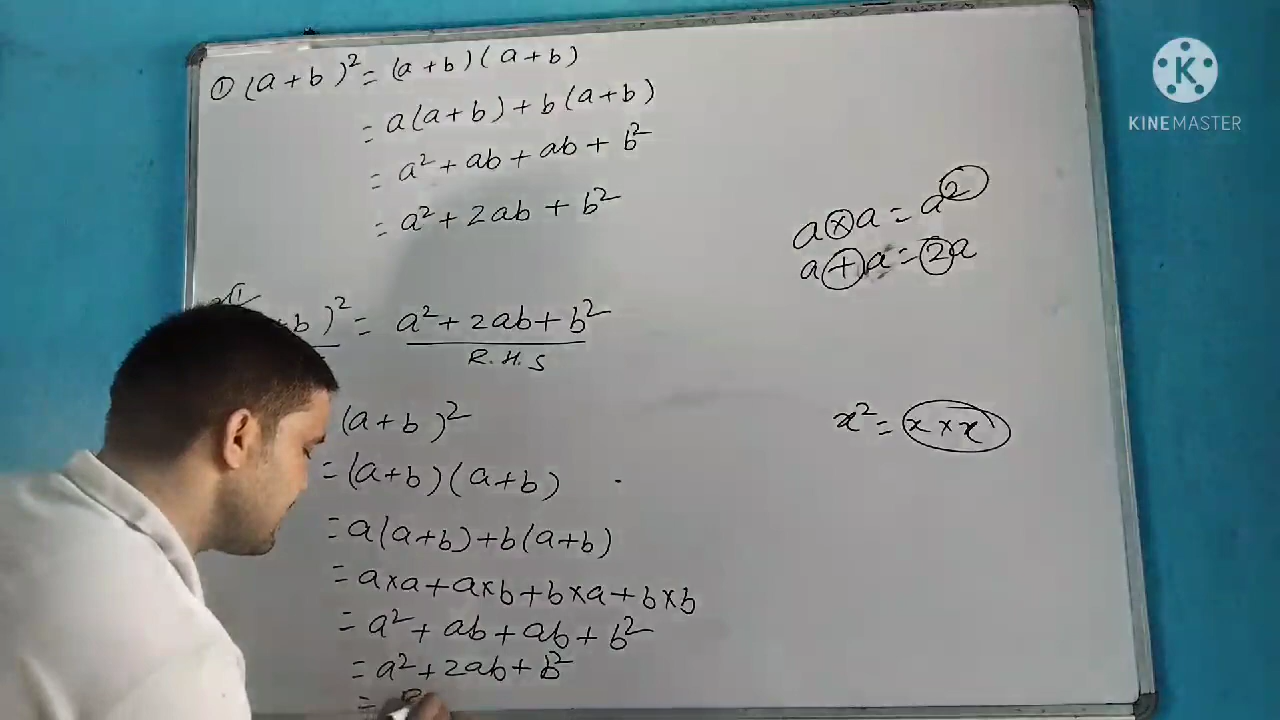 ① (a+b)² = (a+b)(a+b)
= a(a+b)+b(a+b)
= a²+ab+ab+b²
= a²+2ab+b²
b)² = a²+2ab+b²
R.H.S
(a+b)²
= (a+b)(a+b)
= a(a+b)+b(a+b)
= a×a+a×b+b×a+b×b
= a²+ab+ab+b²
= a²+2ab+b²
=
a×a=a²
a+a=2a
x²=x×x
K
KINEMASTER